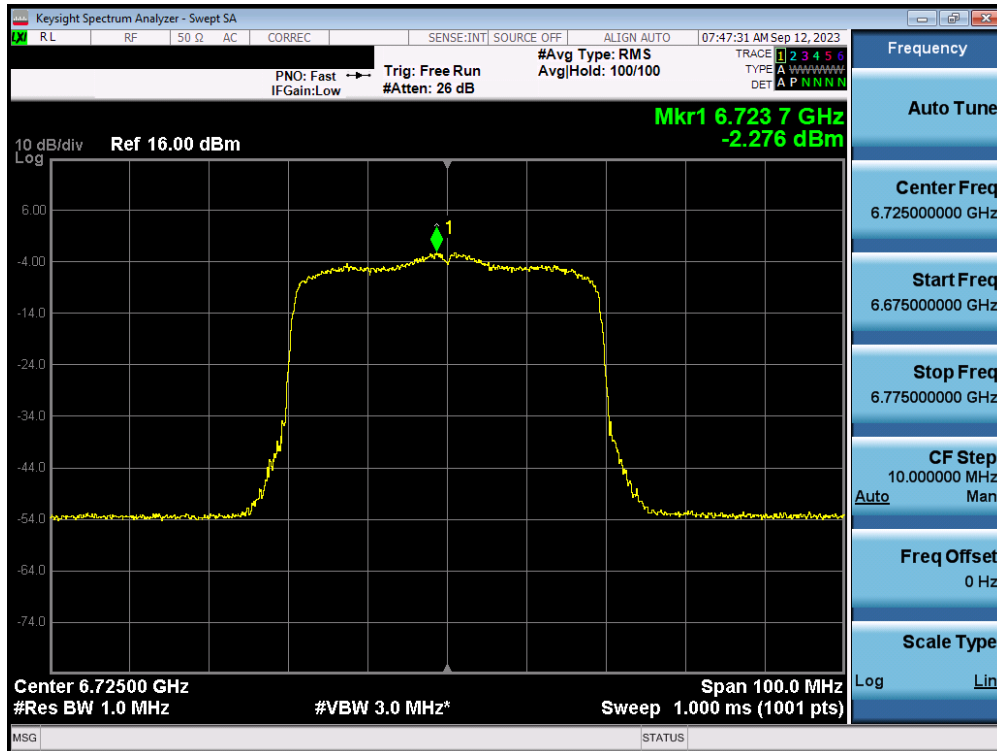 Keysight Spectrum Analyzer - Swept SA
LXI RL RF 50 Ω AC CORREC SENSE:INT SOURCE OFF ALIGN AUTO 07:47:31 AM Sep 12, 2023
PNO: Fast Trig: Free Run #Avg Type: RMS TRACE 1 2 3 4 5 6
IFGain:Low #Atten: 26 dB Avg|Hold: 100/100 TYPE A WWWWW
DET A P N N N N
Mkr1 6.723 7 GHz
-2.276 dBm
10 dB/div Ref 16.00 dBm
Log
1
6.00
-4.00
-14.0
-24.0
-34.0
-44.0
-54.0
-64.0
-74.0
Center 6.72500 GHz Span 100.0 MHz
#Res BW 1.0 MHz #VBW 3.0 MHz* Sweep 1.000 ms (1001 pts)
MSG STATUS
Frequency
Auto Tune
Center Freq
6.725000000 GHz
Start Freq
6.675000000 GHz
Stop Freq
6.775000000 GHz
CF Step
10.000000 MHz
Auto Man
Freq Offset
0 Hz
Scale Type
Log Lin